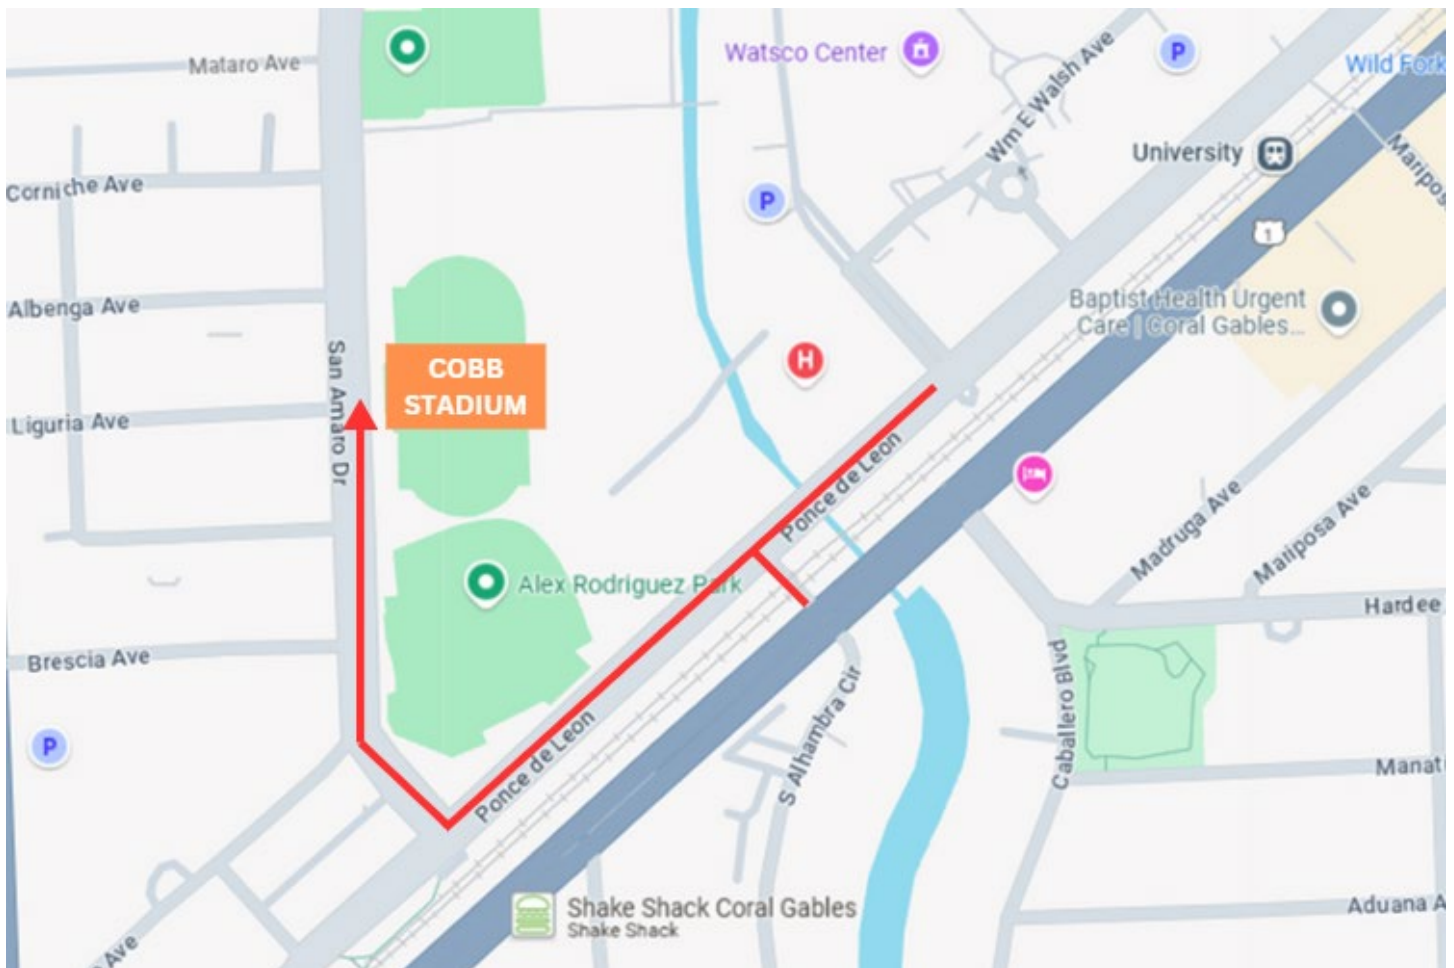 Mataro Ave
Watsco Center
P
Wm E Walsh Ave
Wild Fork
University
Corniche Ave
P
Maripos
1
Albenga Ave
Baptist Health Urgent
Care | Coral Gables...
San Amaro Dr
COBB
STADIUM
H
Liguria Ave
Ponce de Leon
Madruga Ave
Mariposa Ave
Alex Rodriguez Park
Hardee
Brescia Ave
Caballero Blvd
S Alhambra Cir
P
Ponce de Leon
Manati
Shake Shack Coral Gables
Shake Shack
Aduana A
Ave